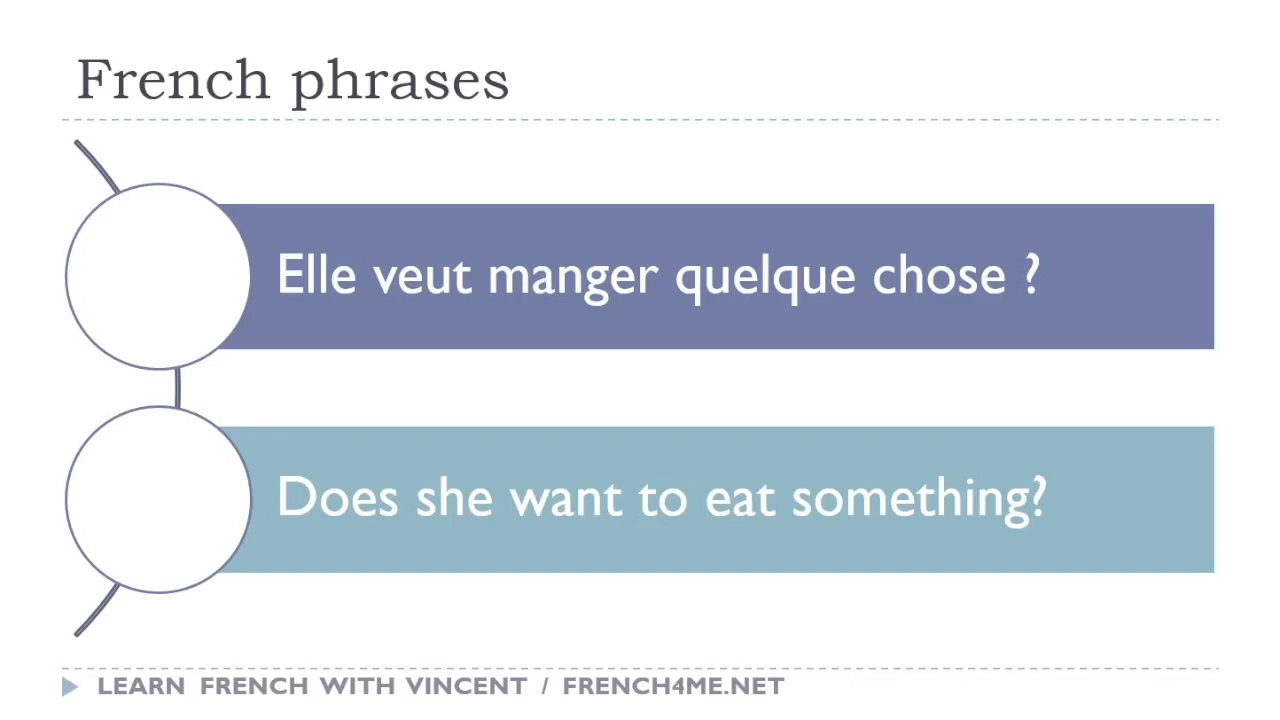 French phrases
Elle veut manger quelque chose ?
Does she want to eat something?
LEARN FRENCH WITH VINCENT / FRENCH4ME.NET